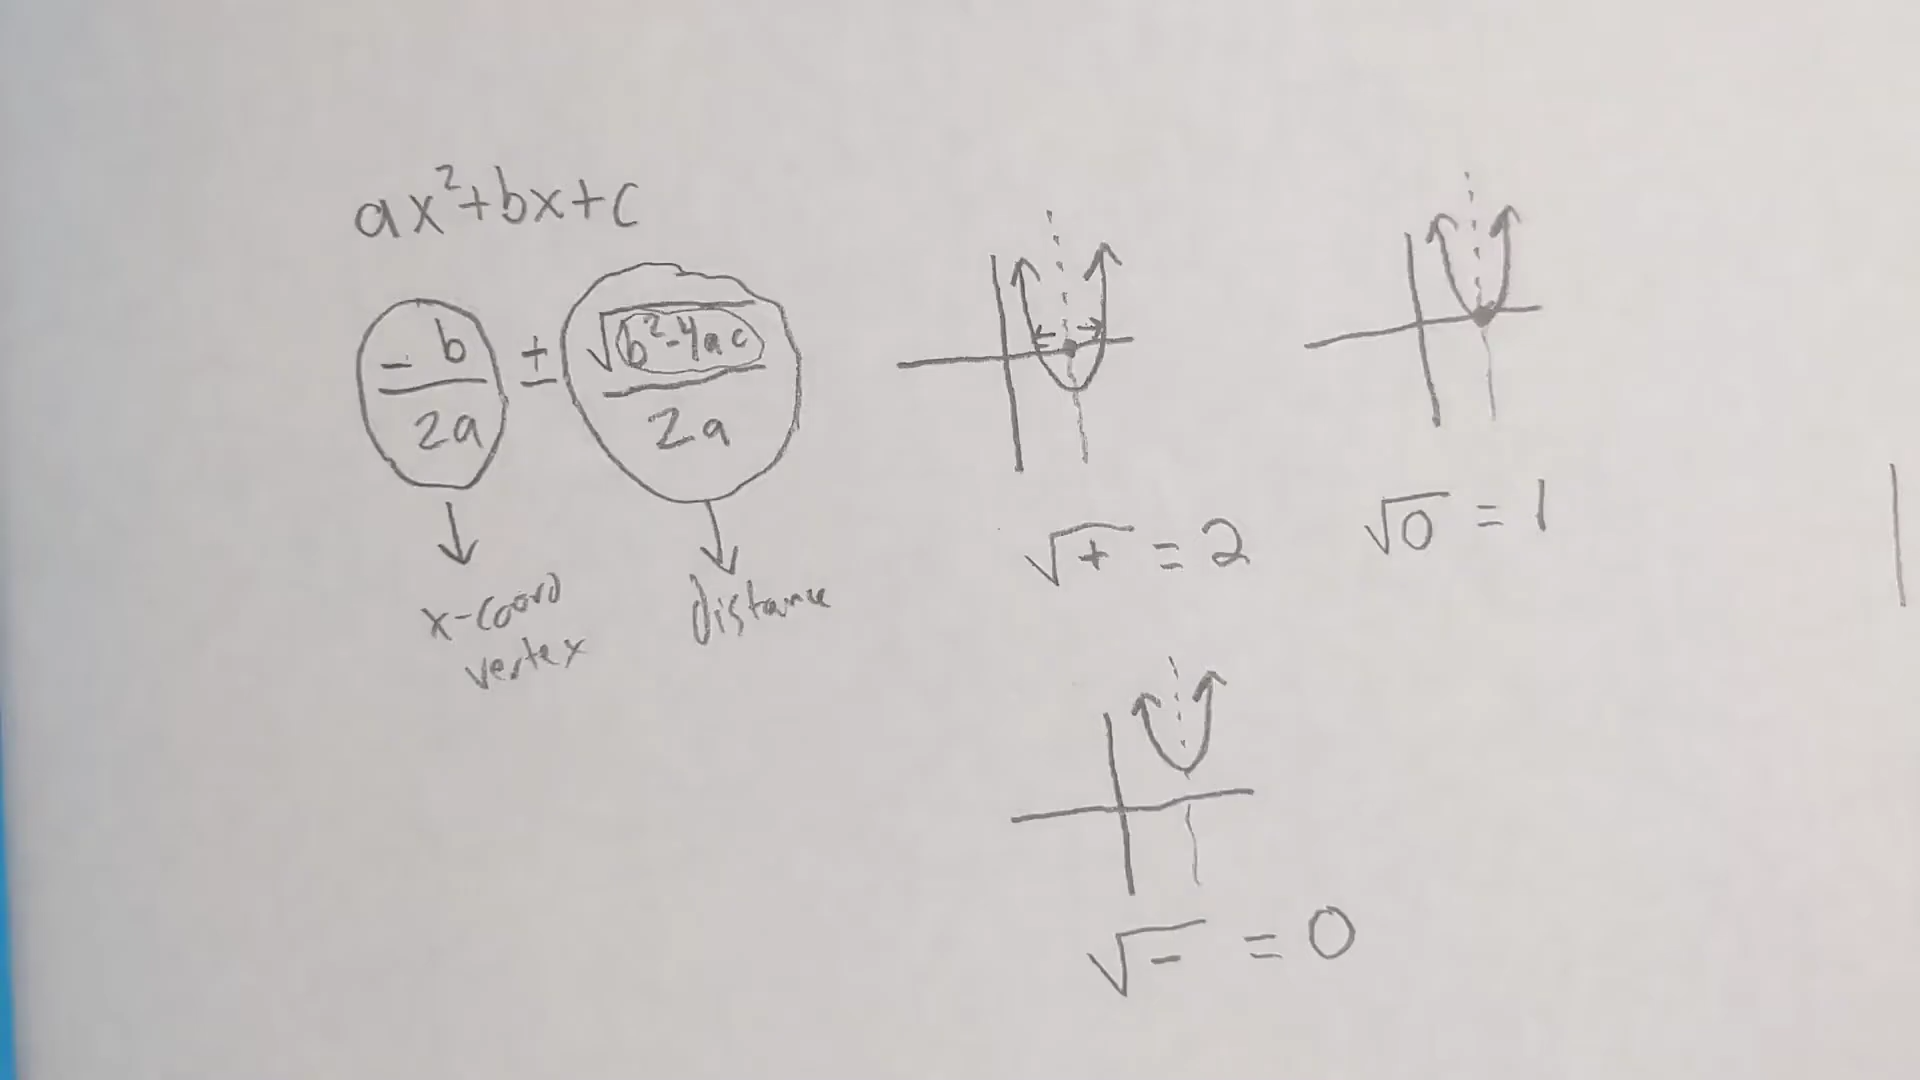 ax²+bx+c
-b/2a ± √(b²-4ac)/2a
x-coord
vertex
distance
√+ = 2
√0 = 1
√- = 0